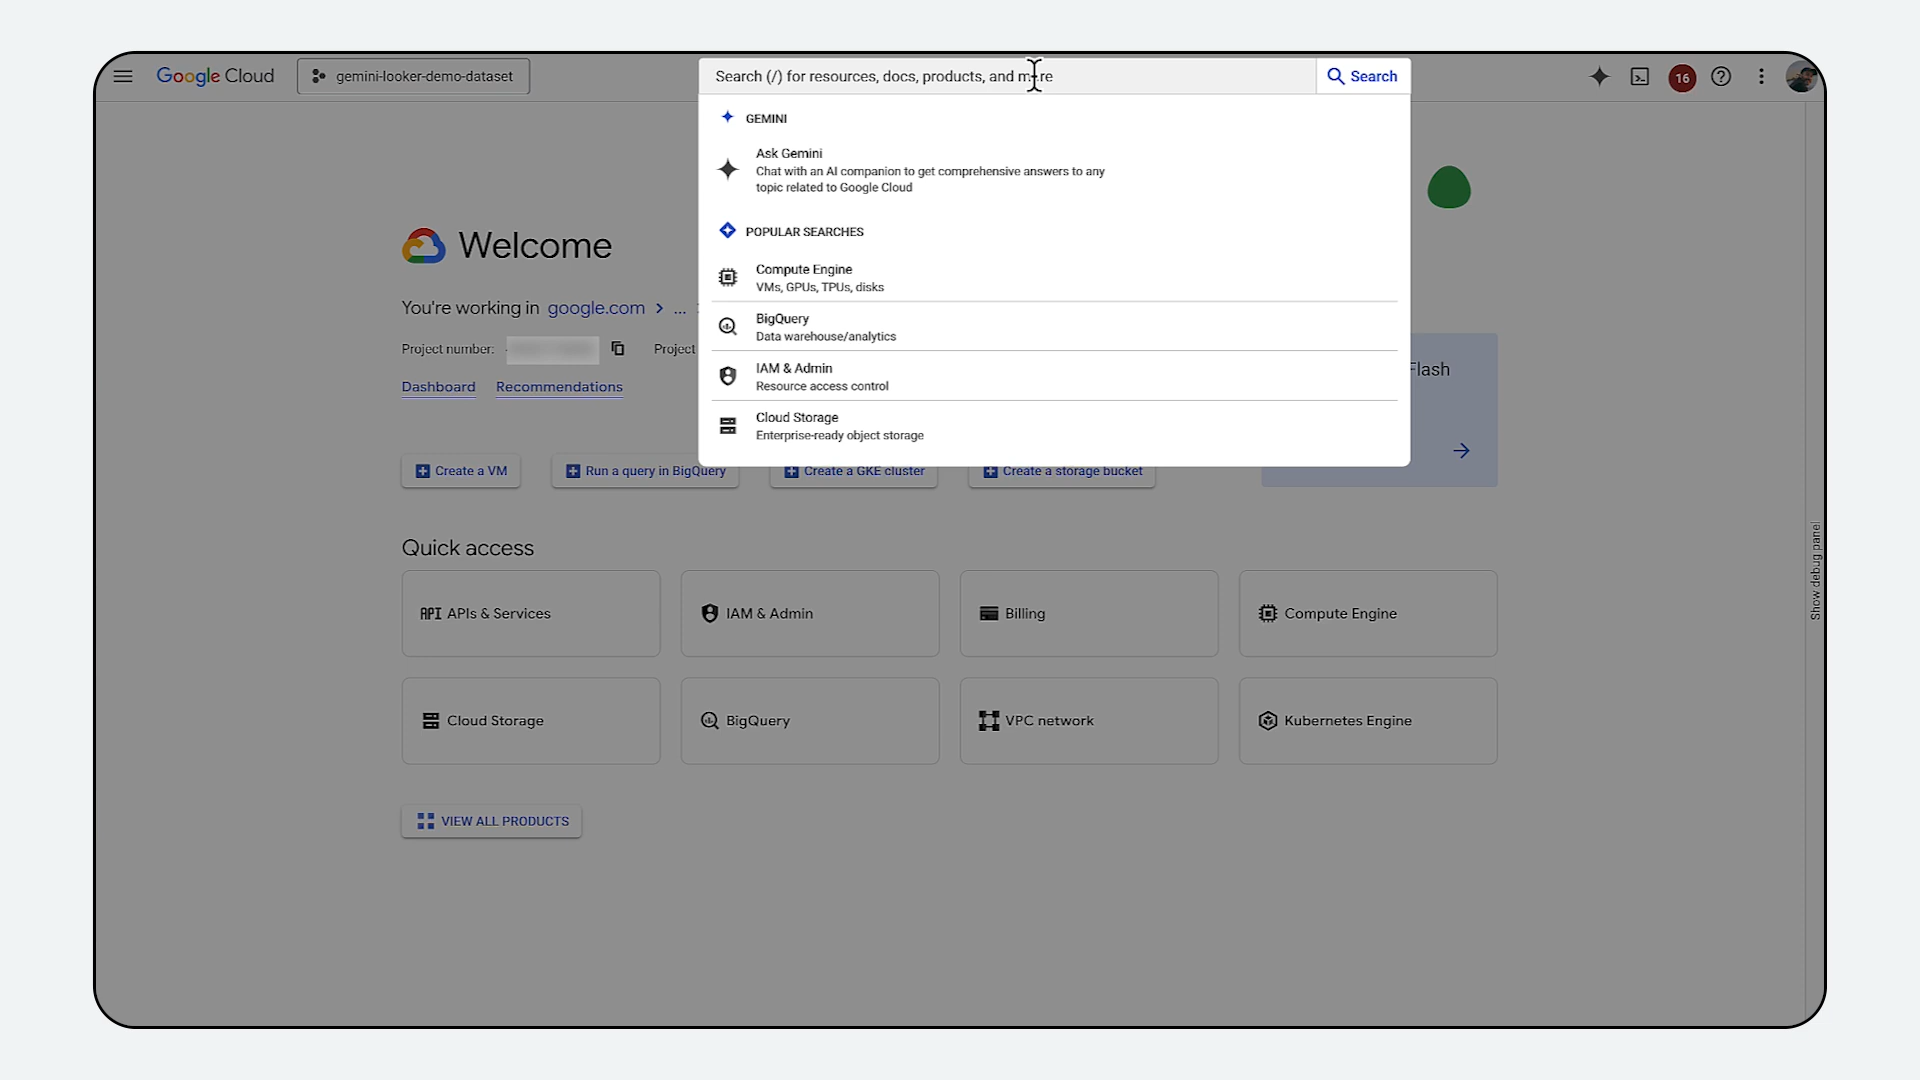 Google Cloud
gemini-looker-demo-dataset
Search (/) for resources, docs, products, and more
Search
16
GEMINI
Ask Gemini
Chat with an AI companion to get comprehensive answers to any
topic related to Google Cloud
POPULAR SEARCHES
Compute Engine
VMs, GPUs, TPUs, disks
BigQuery
Data warehouse/analytics
IAM & Admin
Resource access control
Cloud Storage
Enterprise-ready object storage
Welcome
You're working in google.com > ...
Project number:
Project
Dashboard
Recommendations
Flash
Create a VM
Run a query in BigQuery
Create a GKE cluster
Create a storage bucket
Quick access
API APIs & Services
IAM & Admin
Billing
Compute Engine
Cloud Storage
BigQuery
VPC network
Kubernetes Engine
VIEW ALL PRODUCTS
Show debug panel